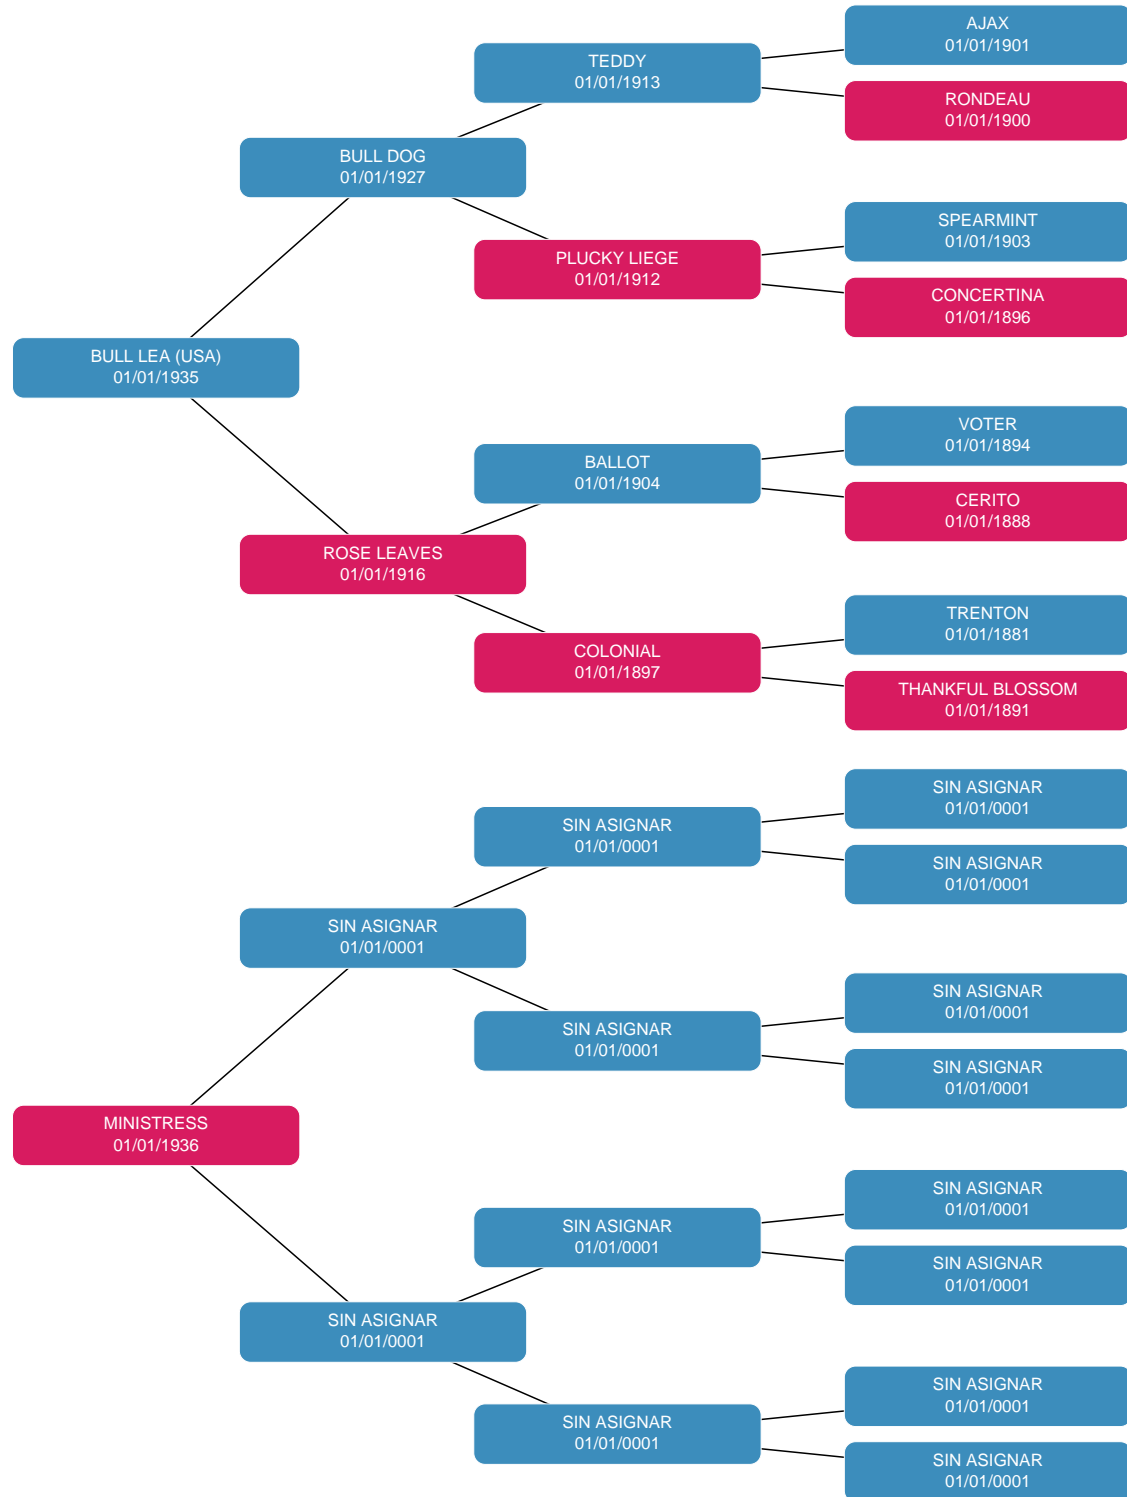 AJAX
01/01/1901
TEDDY
01/01/1913
RONDEAU
01/01/1900
BULL DOG
01/01/1927
SPEARMINT
01/01/1903
PLUCKY LIEGE
01/01/1912
CONCERTINA
01/01/1896
BULL LEA (USA)
01/01/1935
VOTER
01/01/1894
BALLOT
01/01/1904
CERITO
01/01/1888
ROSE LEAVES
01/01/1916
TRENTON
01/01/1881
COLONIAL
01/01/1897
THANKFUL BLOSSOM
01/01/1891
SIN ASIGNAR
01/01/0001
SIN ASIGNAR
01/01/0001
SIN ASIGNAR
01/01/0001
SIN ASIGNAR
01/01/0001
SIN ASIGNAR
01/01/0001
SIN ASIGNAR
01/01/0001
SIN ASIGNAR
01/01/0001
MINISTRESS
01/01/1936
SIN ASIGNAR
01/01/0001
SIN ASIGNAR
01/01/0001
SIN ASIGNAR
01/01/0001
SIN ASIGNAR
01/01/0001
SIN ASIGNAR
01/01/0001
SIN ASIGNAR
01/01/0001
SIN ASIGNAR
01/01/0001